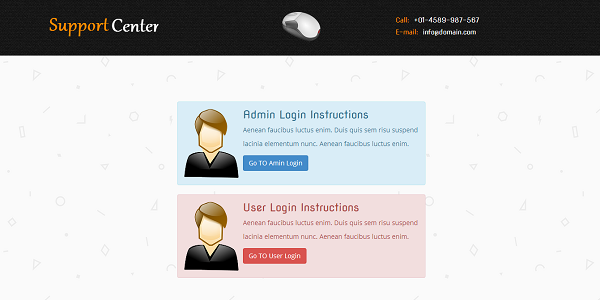 Support Center
Call: +01-4589-987-567
E-mail: info@domain.com
Admin Login Instructions
Aenean faucibus luctus enim. Duis quis sem risu suspend
lacinia elementum nunc. Aenean faucibus luctus enim.
Go TO Amin Login
User Login Instructions
Aenean faucibus luctus enim. Duis quis sem risu suspend
lacinia elementum nunc. Aenean faucibus luctus enim.
Go TO User Login